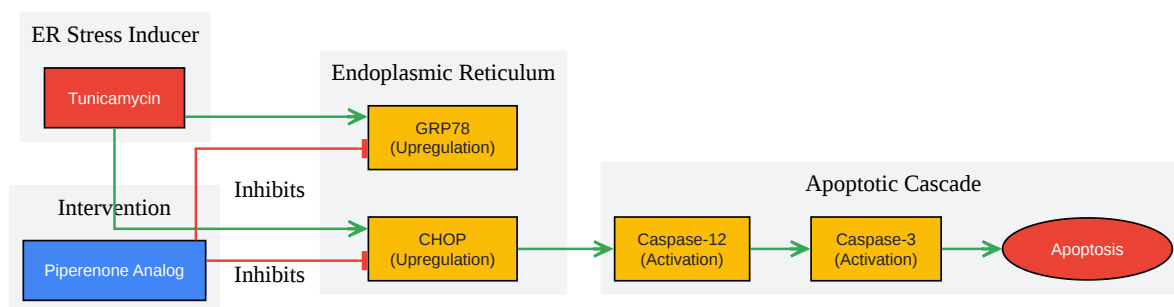 ER Stress Inducer
Tunicamycin
Endoplasmic Reticulum
GRP78
(Upregulation)
Inhibits
Intervention
Piperenone Analog
Inhibits
CHOP
(Upregulation)
Apoptotic Cascade
Caspase-12
(Activation)
Caspase-3
(Activation)
Apoptosis